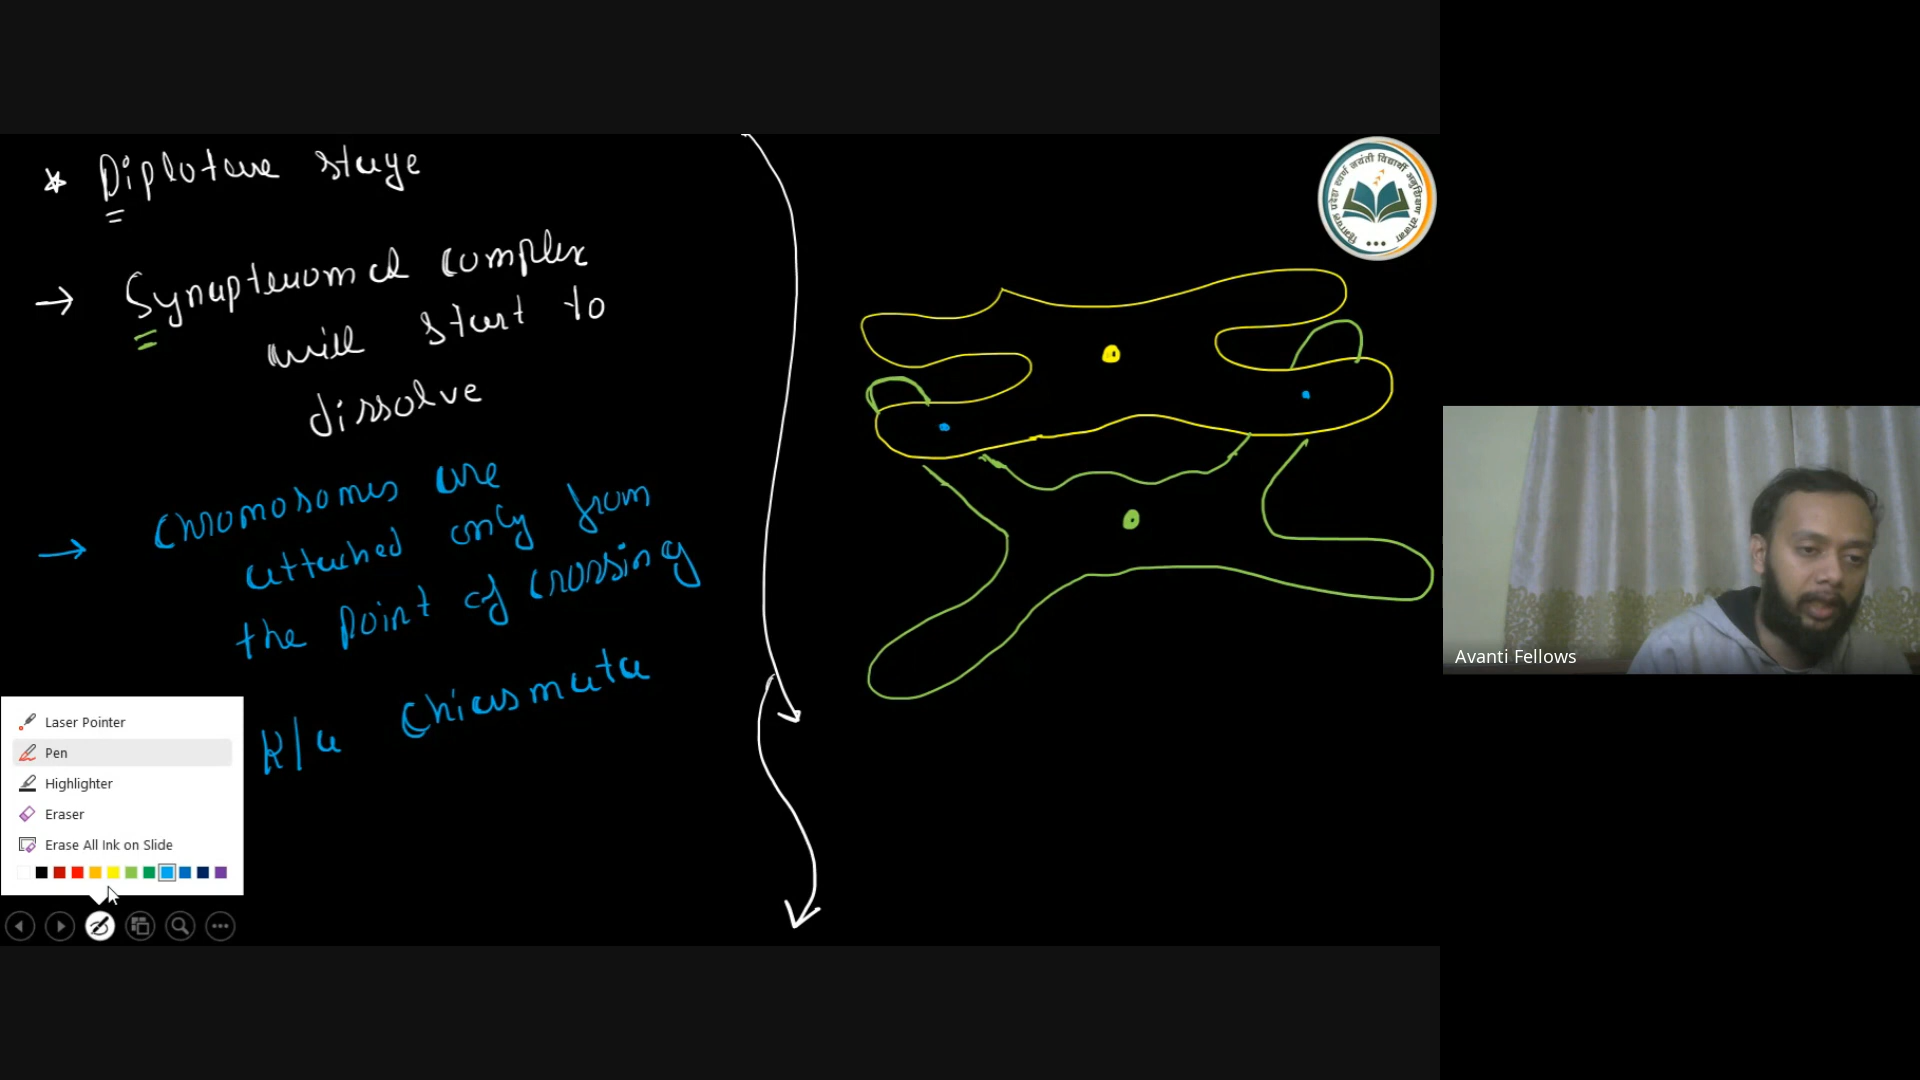 * Diplotene stage
→ Synaptenomal complex
will start to
dissolve
→ Chromosomes are
attached only from
the point of crossing
K/a Chiasmata
Laser Pointer
Pen
Highlighter
Eraser
Erase All Ink on Slide
Avanti Fellows